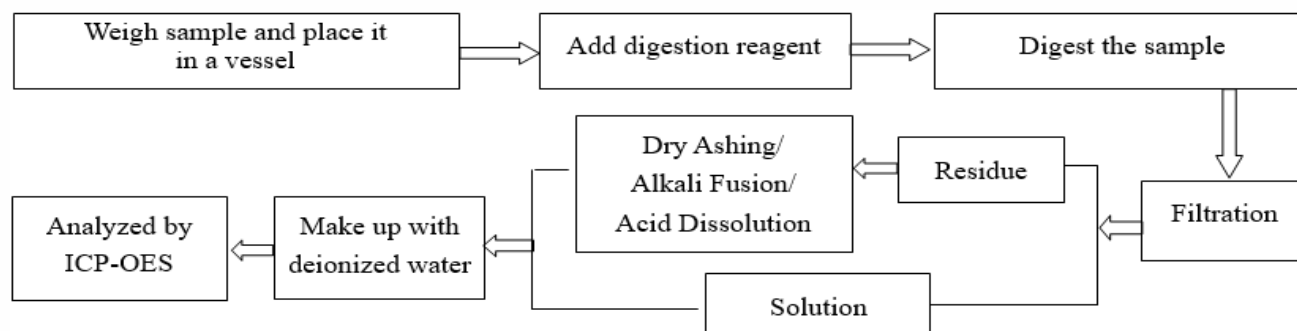 Weigh sample and place it
in a vessel
Add digestion reagent
Digest the sample
Filtration
Residue
Dry Ashing/
Alkali Fusion/
Acid Dissolution
Solution
Make up with
deionized water
Analyzed by
ICP-OES